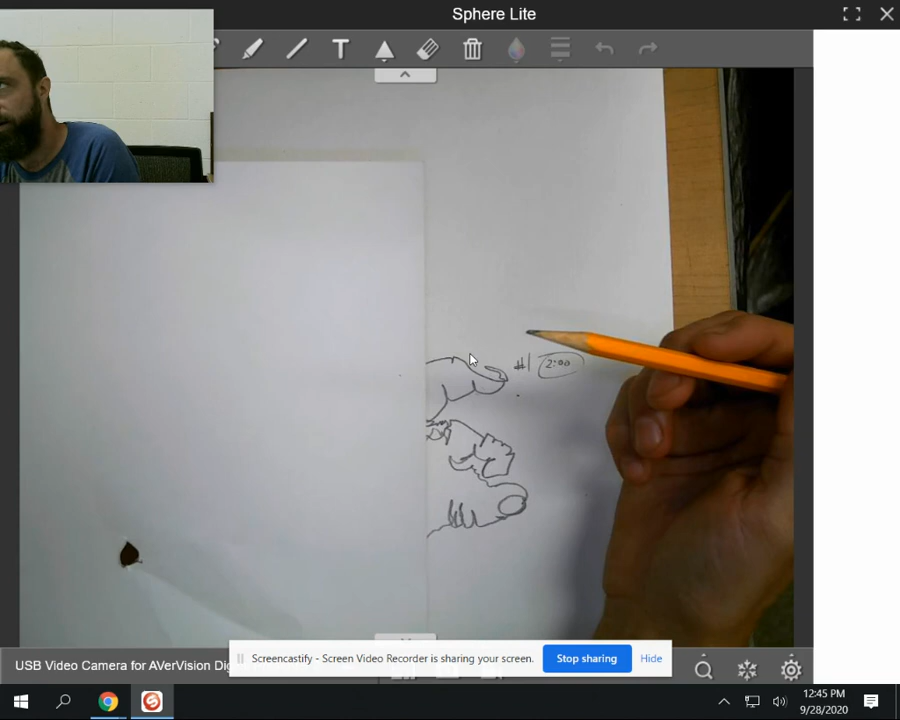 Sphere Lite
T
#1 2:00
Screencastify - Screen Video Recorder is sharing your screen.
Stop sharing
Hide
USB Video Camera for AVerVision Di
12:45 PM
9/28/2020